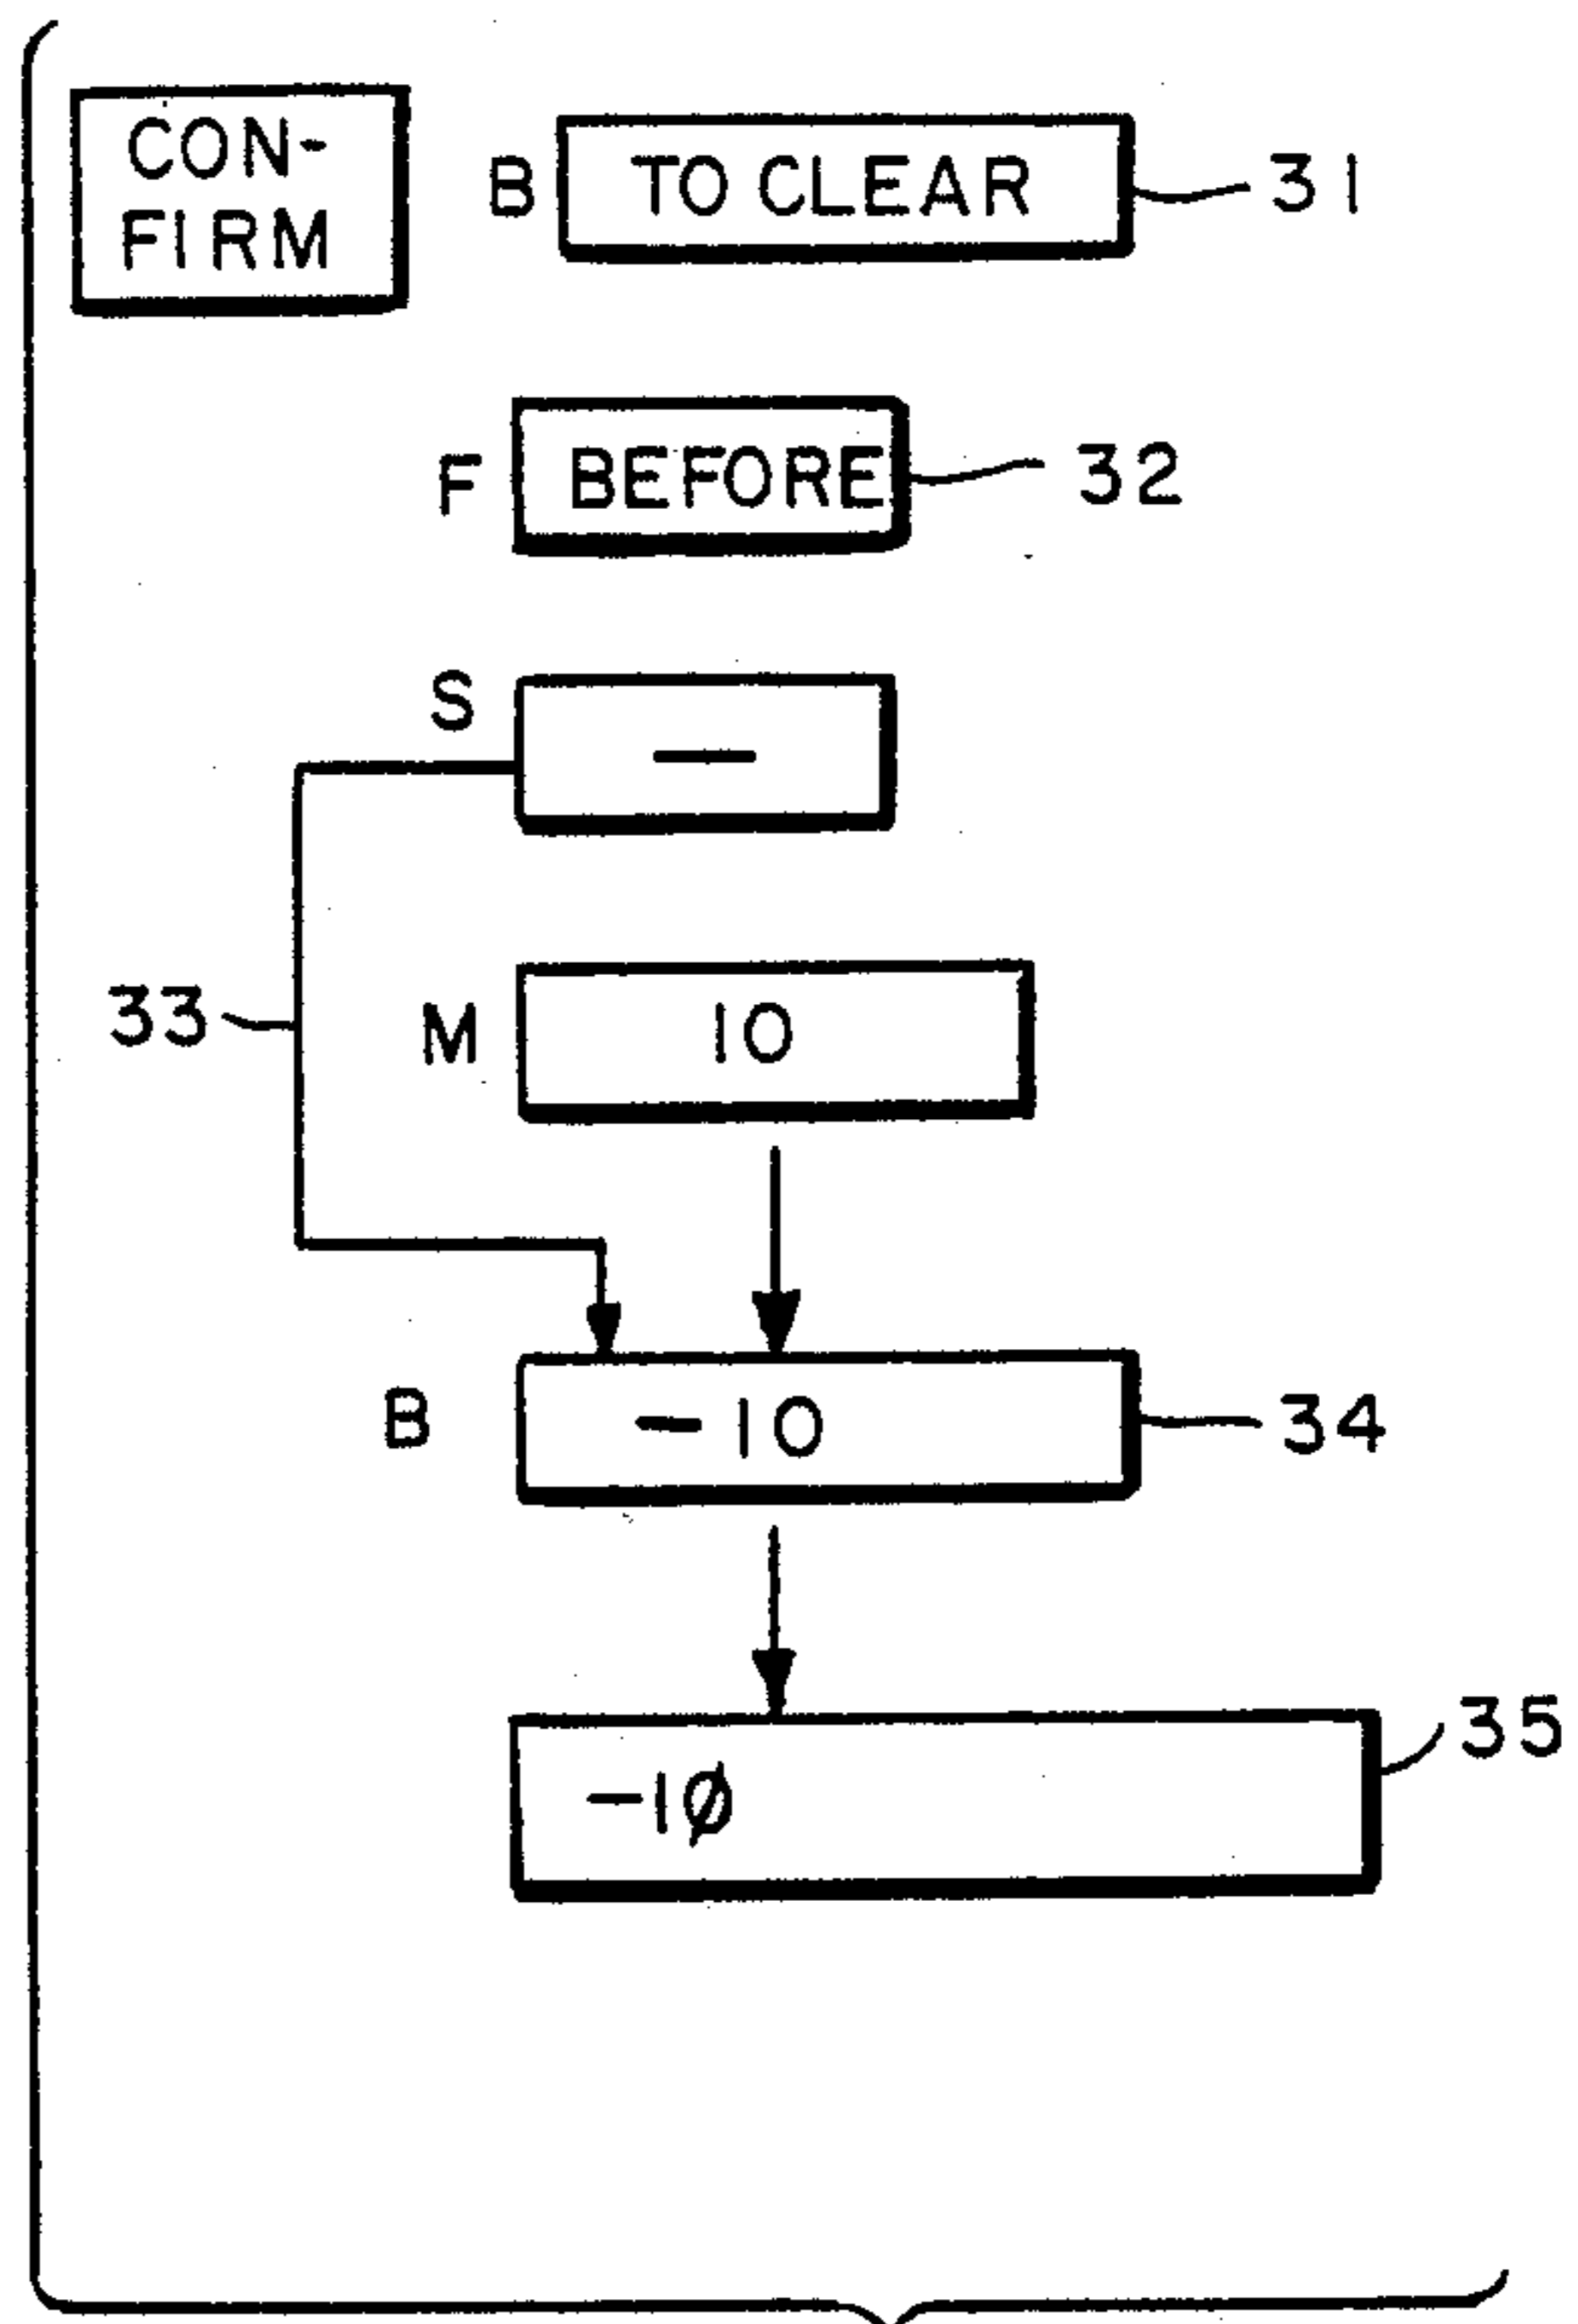 CON-
FIRM
B TO CLEAR 31
F BEFORE 32
S —
33 M 10
B -10 34
-1Ø 35